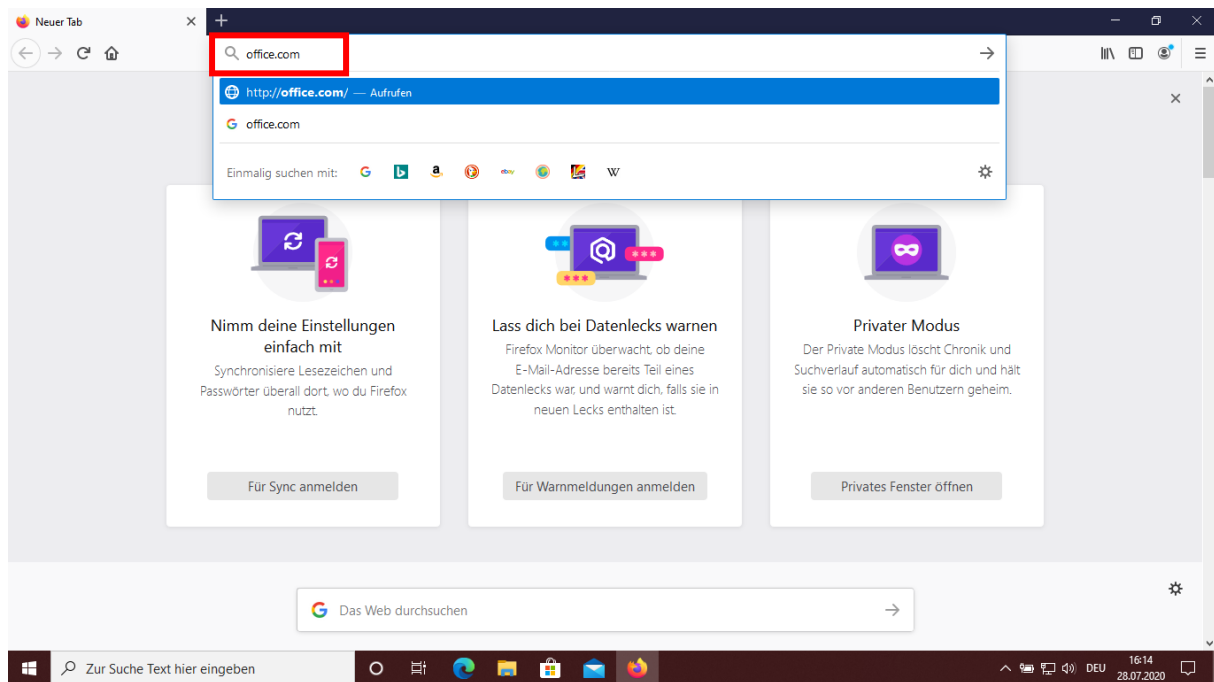 Neuer Tab
office.com
http://office.com/ — Aufrufen
office.com
Einmalig suchen mit:
Nimm deine Einstellungen
einfach mit
Synchronisiere Lesezeichen und
Passwörter überall dort, wo du Firefox
nutzt.
Für Sync anmelden
Lass dich bei Datenlecks warnen
Firefox Monitor überwacht, ob deine
E-Mail-Adresse bereits Teil eines
Datenlecks war, und warnt dich, falls sie in
neuen Lecks enthalten ist.
Für Warnmeldungen anmelden
Privater Modus
Der Private Modus löscht Chronik und
Suchverlauf automatisch für dich und hält
sie so vor anderen Benutzern geheim.
Privates Fenster öffnen
Das Web durchsuchen
Zur Suche Text hier eingeben
DEU
16:14
28.07.2020